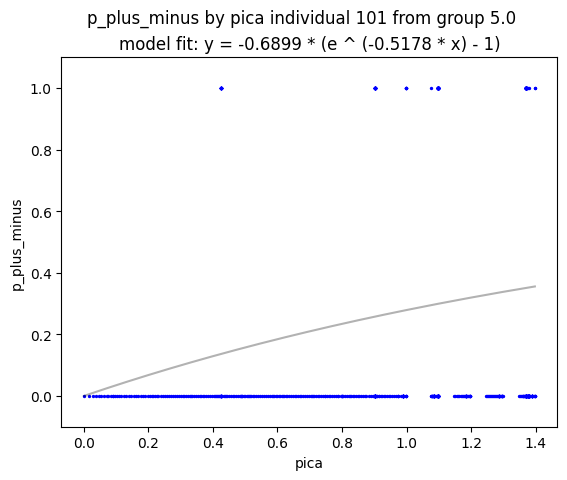 p_plus_minus by pica individual 101 from group 5.0
model fit: y = -0.6899 * (e ^ (-0.5178 * x) - 1)
1.0
0.8
0.6
0.4
0.2
0.0
p_plus_minus
0.0 0.2 0.4 0.6 0.8 1.0 1.2 1.4
pica